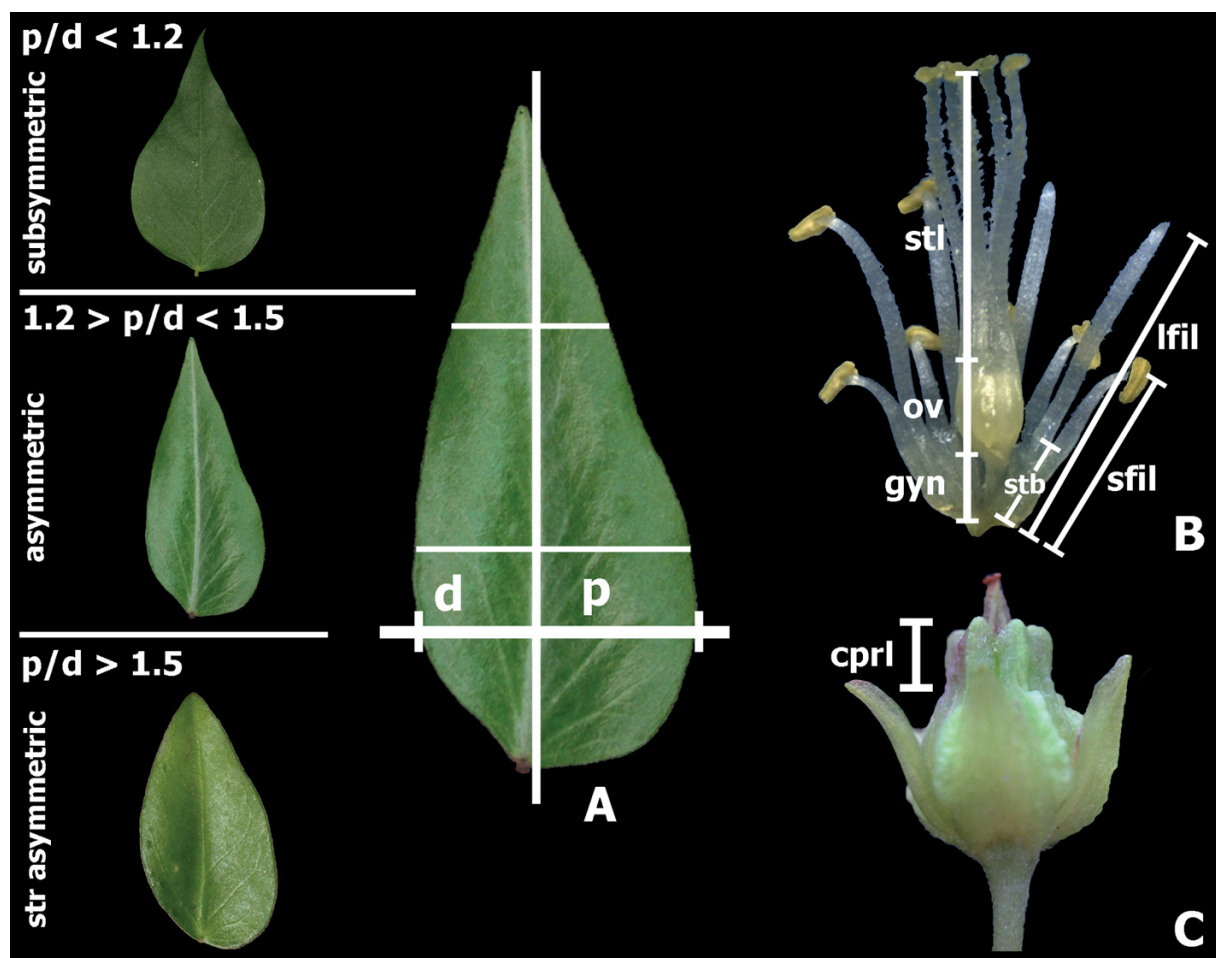 p/d < 1.2
subsymmetric
1.2 > p/d < 1.5
asymmetric
p/d > 1.5
str asymmetric
d
p
A
stl
ov
gyn
stb
lfil
sfil
B
cprl
C